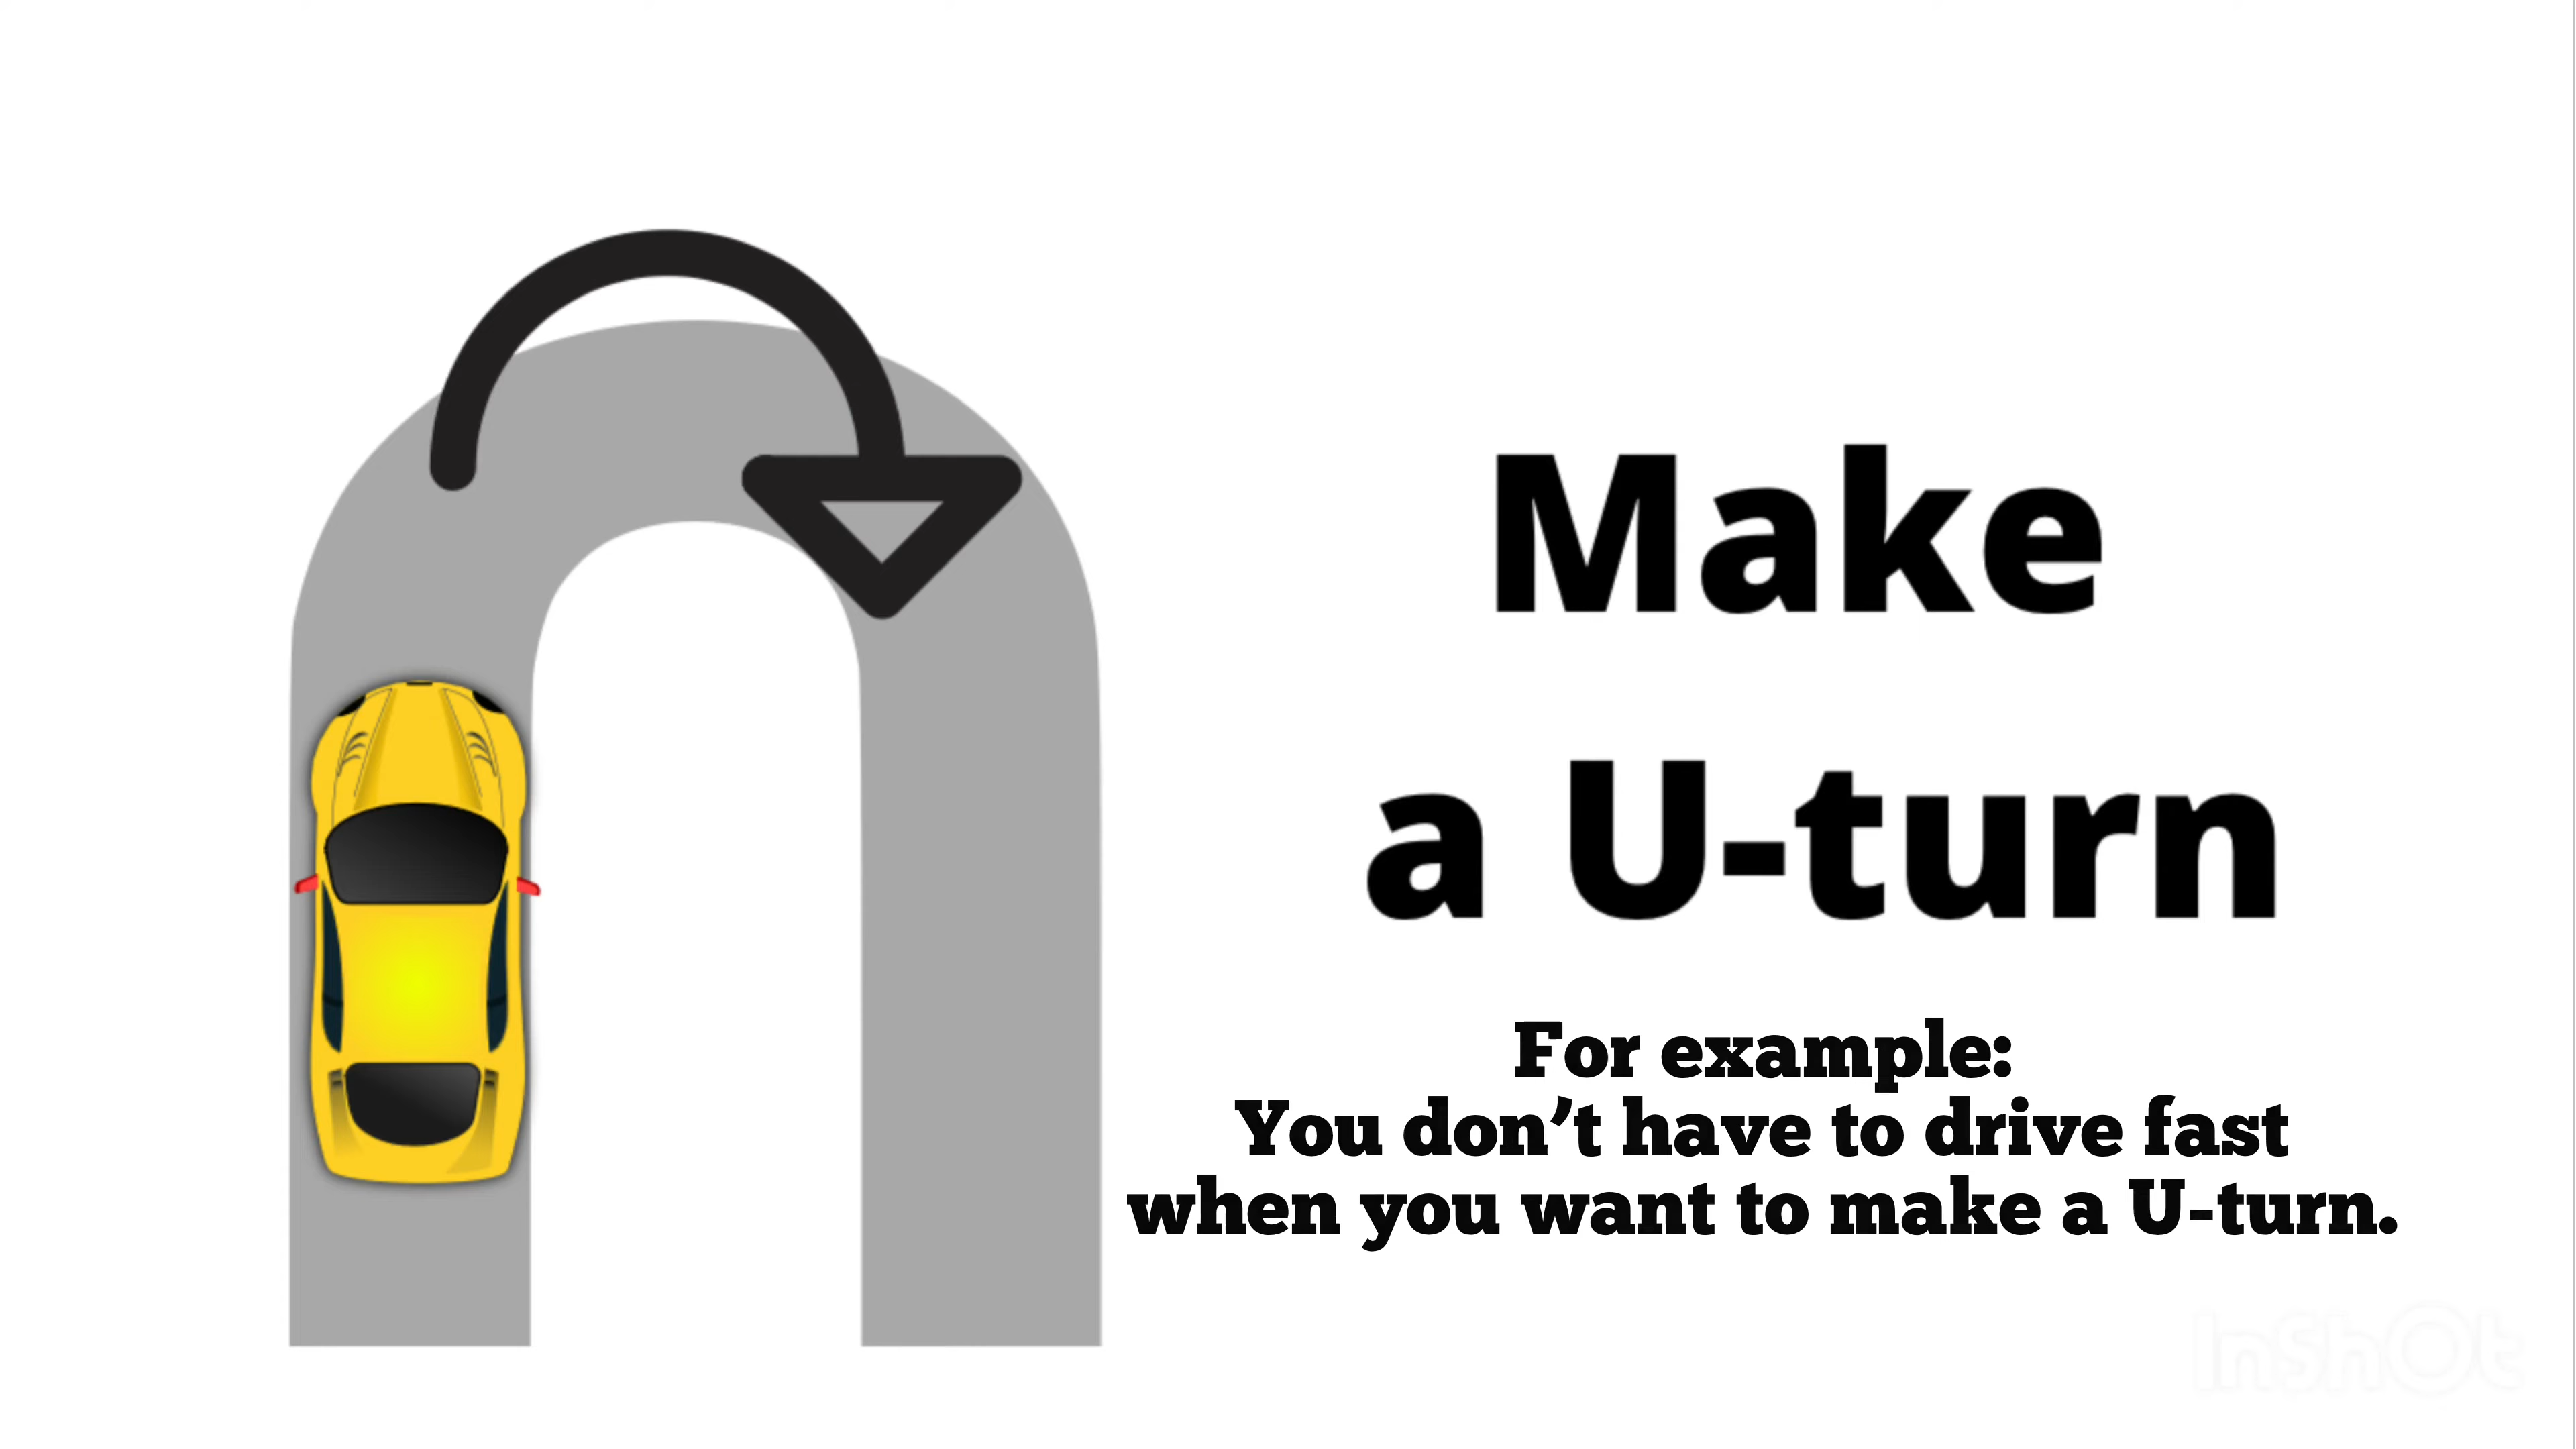 Make
a U-turn
For example:
You don’t have to drive fast
when you want to make a U-turn.
InShOt